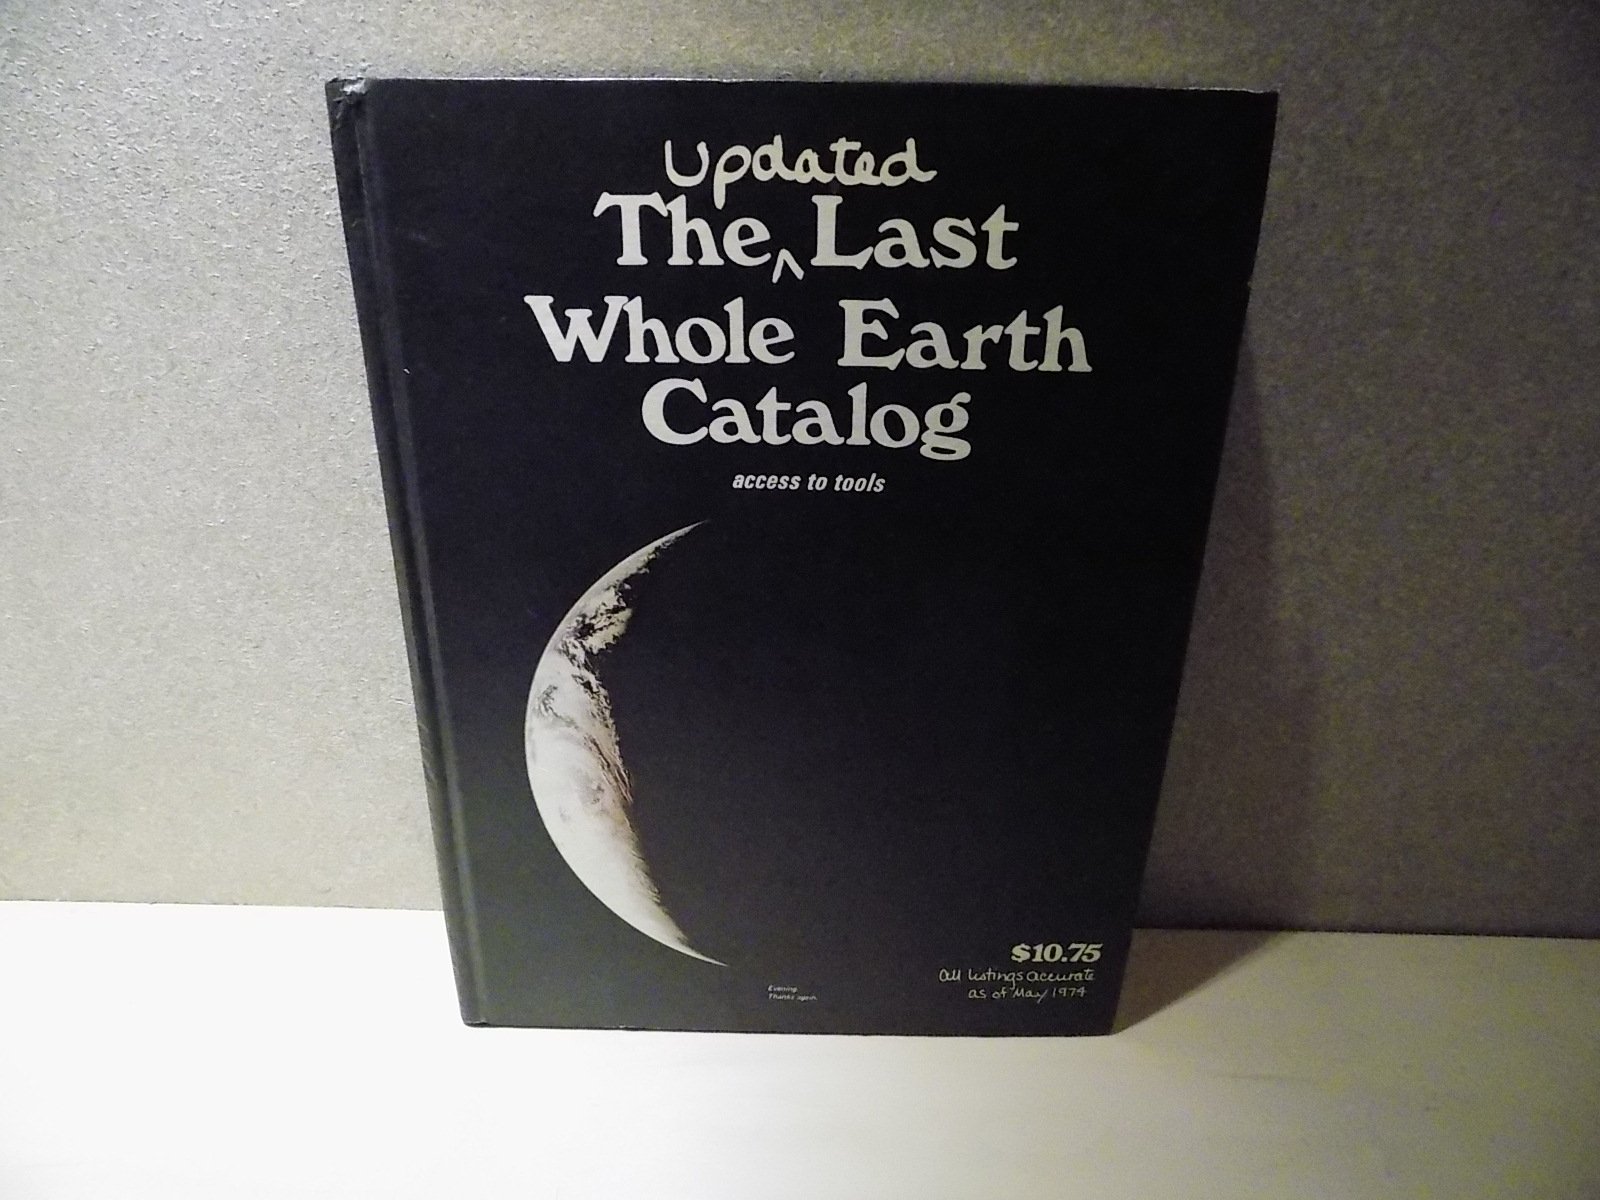 updated
The ^ Last
Whole Earth
Catalog
access to tools
$10.75
all listings accurate
as of May 1974
Evening.
Thanks again.